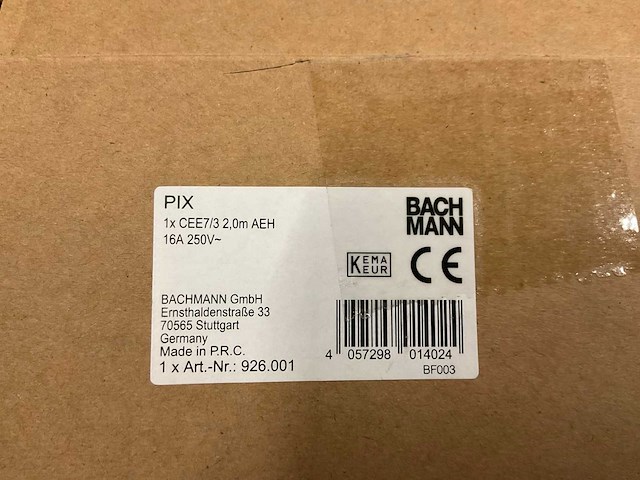 PIX
1x CEE7/3 2,0m AEH
16A 250V~
BACH
MANN
KEMA
KEUR
CE
BACHMANN GmbH
Ernsthaldenstraße 33
70565 Stuttgart
Germany
Made in P.R.C.
1 x Art.-Nr.: 926.001
4 057298 014024
BF003